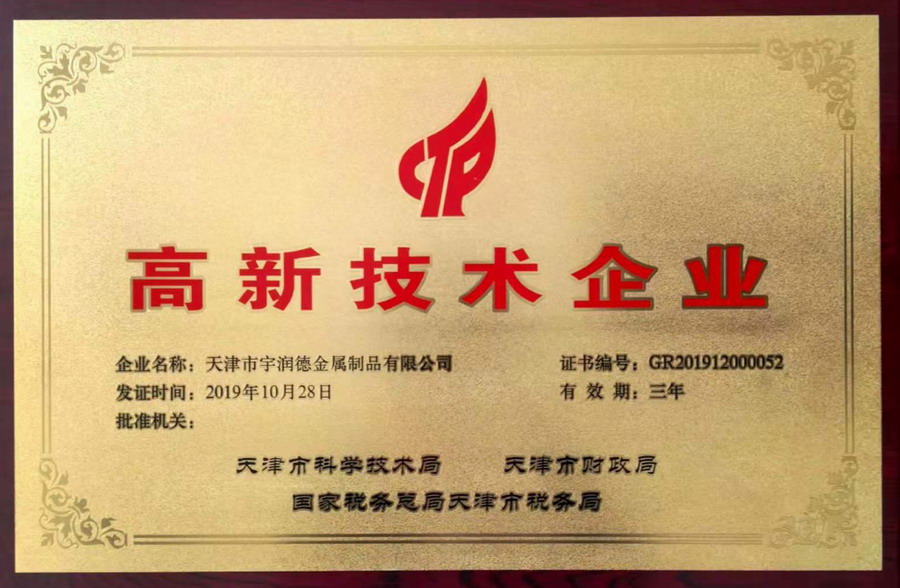 CTP
高新技术企业
企业名称：天津市宇润德金属制品有限公司 证书编号：GR201912000052
发证时间：2019年10月28日 有效期：三年
批准机关：
天津市科学技术局 天津市财政局
国家税务总局天津市税务局